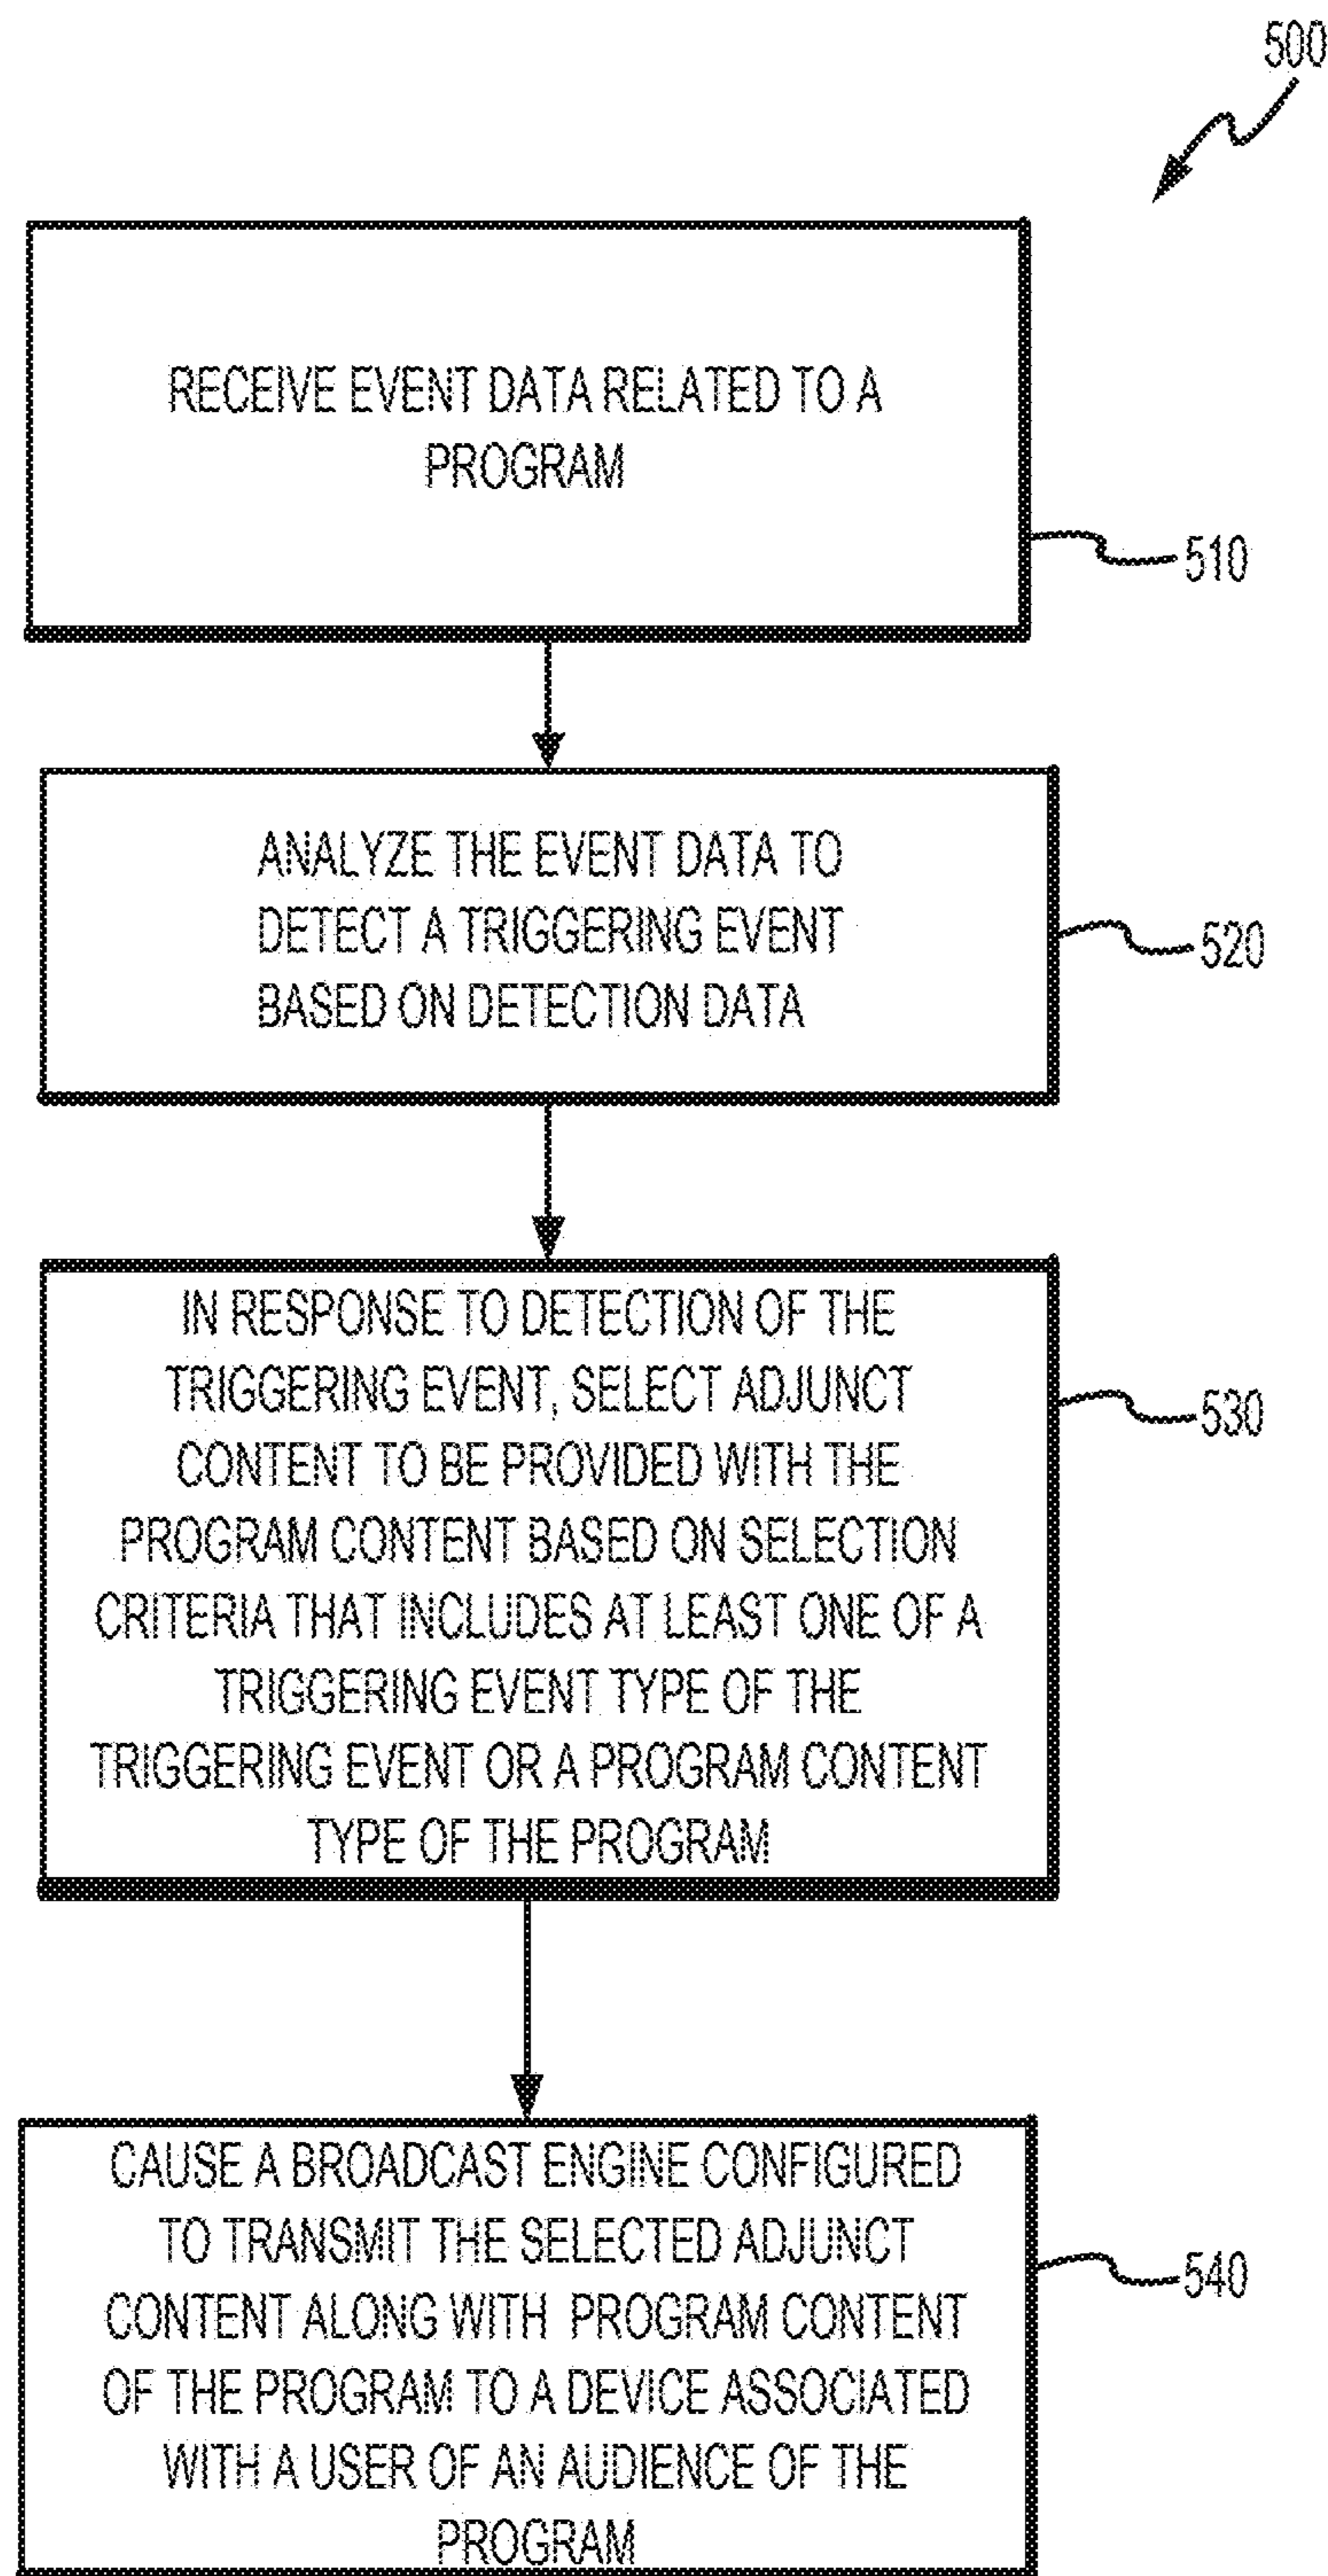 500
RECEIVE EVENT DATA RELATED TO A
PROGRAM
510
ANALYZE THE EVENT DATA TO
DETECT A TRIGGERING EVENT
BASED ON DETECTION DATA
520
IN RESPONSE TO DETECTION OF THE
TRIGGERING EVENT, SELECT ADJUNCT
CONTENT TO BE PROVIDED WITH THE
PROGRAM CONTENT BASED ON SELECTION
CRITERIA THAT INCLUDES AT LEAST ONE OF A
TRIGGERING EVENT TYPE OF THE
TRIGGERING EVENT OR A PROGRAM CONTENT
TYPE OF THE PROGRAM
530
CAUSE A BROADCAST ENGINE CONFIGURED
TO TRANSMIT THE SELECTED ADJUNCT
CONTENT ALONG WITH PROGRAM CONTENT
OF THE PROGRAM TO A DEVICE ASSOCIATED
WITH A USER OF AN AUDIENCE OF THE
PROGRAM
540